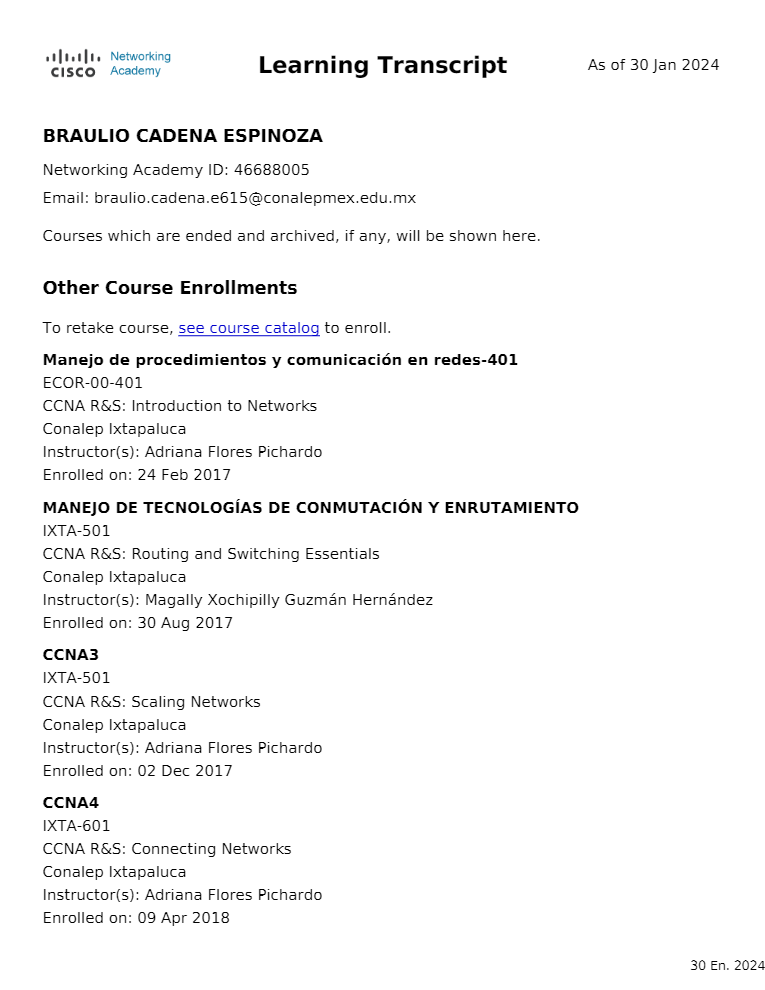 CISCO
Networking
Academy
Learning Transcript
As of 30 Jan 2024
BRAULIO CADENA ESPINOZA
Networking Academy ID: 46688005
Email: braulio.cadena.e615@conalepmex.edu.mx
Courses which are ended and archived, if any, will be shown here.
Other Course Enrollments
To retake course, see course catalog to enroll.
Manejo de procedimientos y comunicación en redes-401
ECOR-00-401
CCNA R&S: Introduction to Networks
Conalep Ixtapaluca
Instructor(s): Adriana Flores Pichardo
Enrolled on: 24 Feb 2017
MANEJO DE TECNOLOGÍAS DE CONMUTACIÓN Y ENRUTAMIENTO
IXTA-501
CCNA R&S: Routing and Switching Essentials
Conalep Ixtapaluca
Instructor(s): Magally Xochipilly Guzmán Hernández
Enrolled on: 30 Aug 2017
CCNA3
IXTA-501
CCNA R&S: Scaling Networks
Conalep Ixtapaluca
Instructor(s): Adriana Flores Pichardo
Enrolled on: 02 Dec 2017
CCNA4
IXTA-601
CCNA R&S: Connecting Networks
Conalep Ixtapaluca
Instructor(s): Adriana Flores Pichardo
Enrolled on: 09 Apr 2018
30 En. 2024